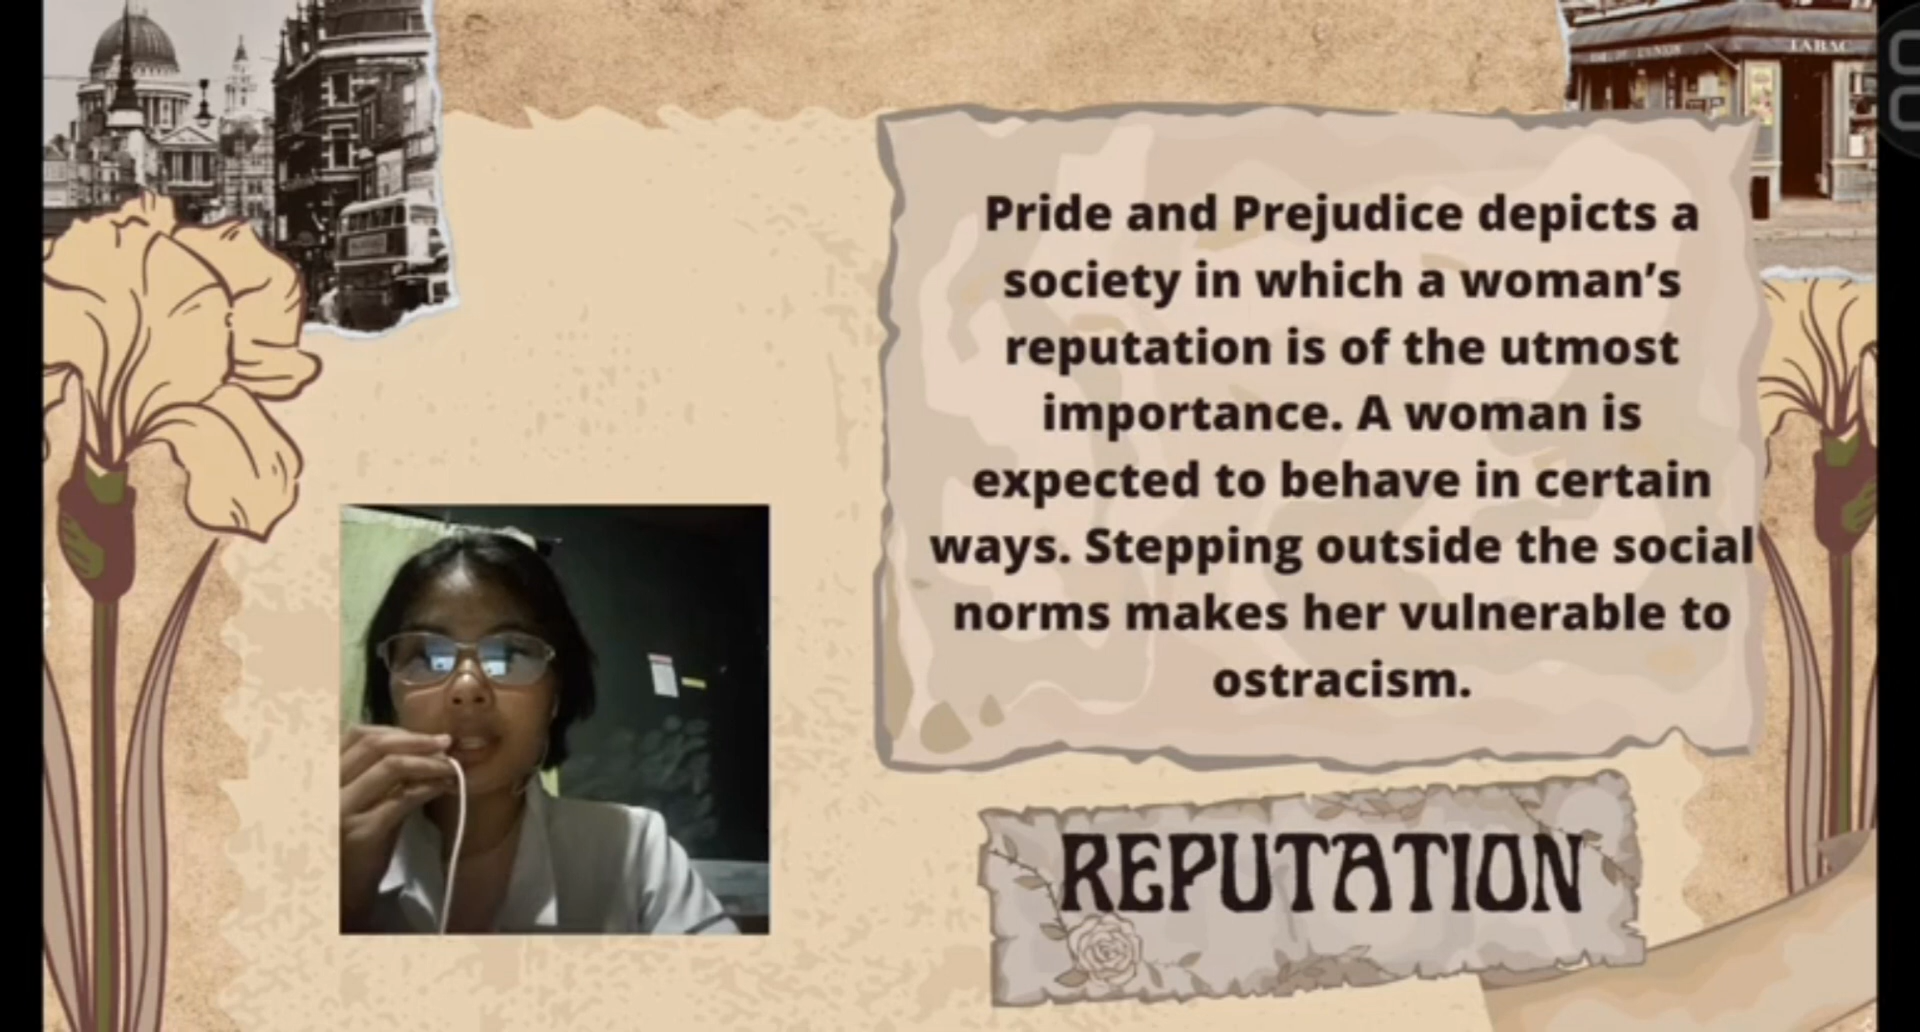 TABAC
Pride and Prejudice depicts a
society in which a woman's
reputation is of the utmost
importance. A woman is
expected to behave in certain
ways. Stepping outside the social
norms makes her vulnerable to
ostracism.
REPUTATION